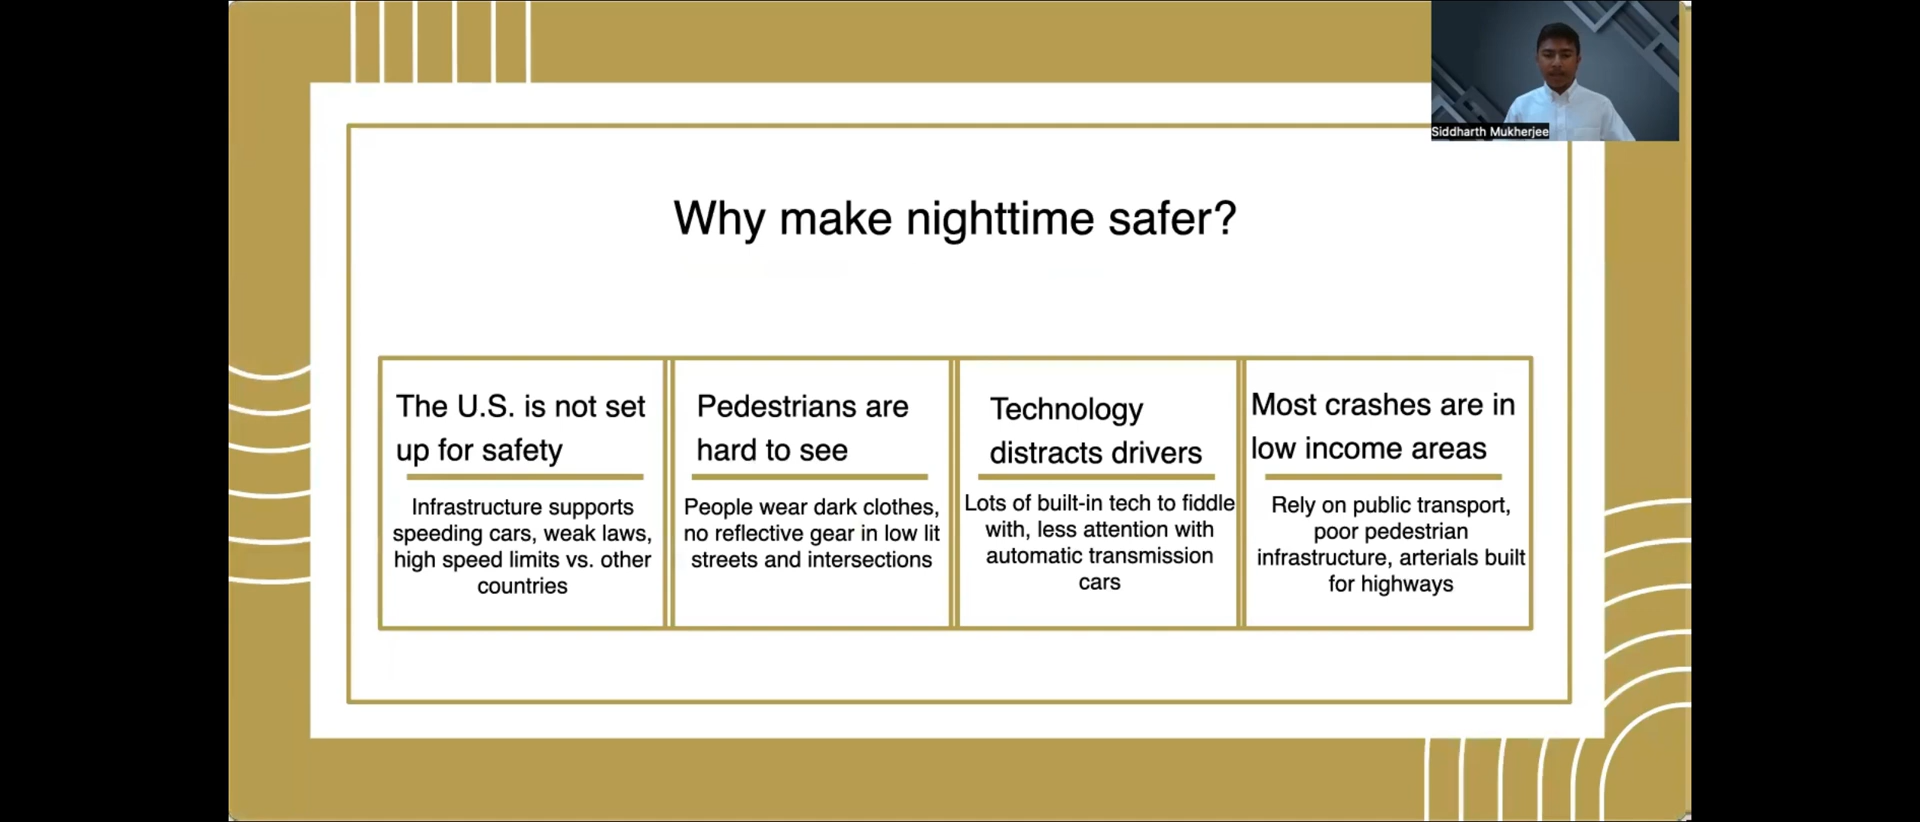 Siddharth Mukherjee
Why make nighttime safer?
The U.S. is not set
up for safety
Infrastructure supports
speeding cars, weak laws,
high speed limits vs. other
countries
Pedestrians are
hard to see
People wear dark clothes,
no reflective gear in low lit
streets and intersections
Technology
distracts drivers
Lots of built-in tech to fiddle
with, less attention with
automatic transmission
cars
Most crashes are in
low income areas
Rely on public transport,
poor pedestrian
infrastructure, arterials built
for highways